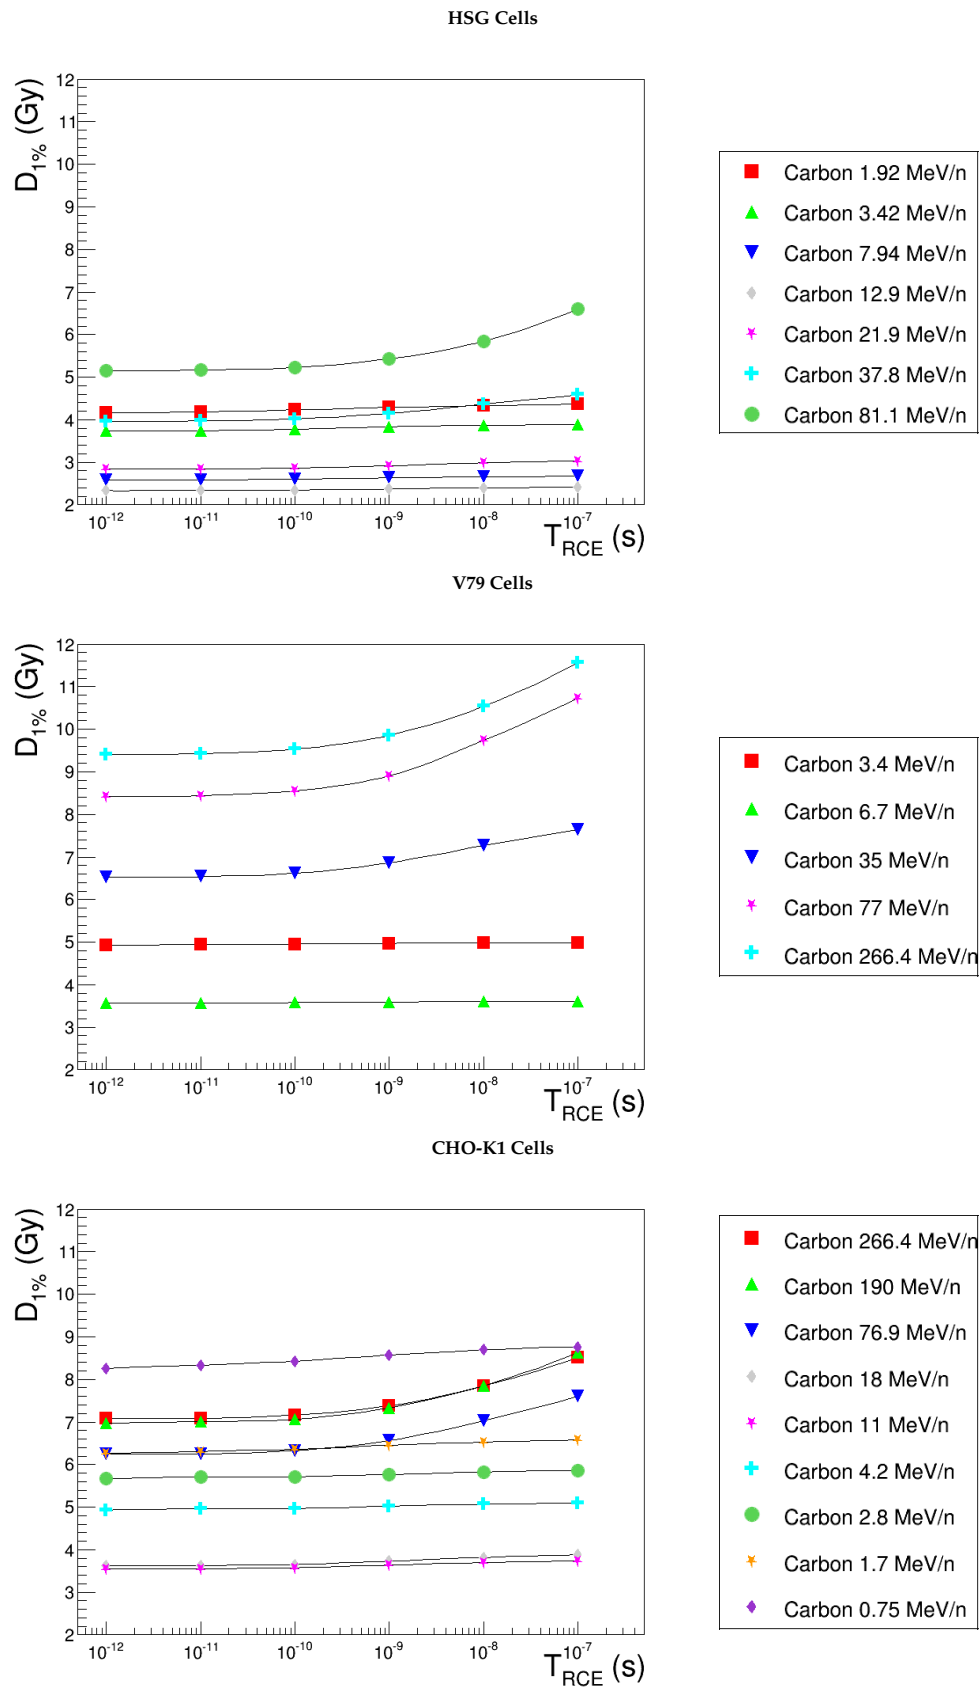 HSG Cells
D1% (Gy)
12
11
10
9
8
7
6
5
4
3
2
10-12
10-11
10-10
10-9
10-8
10-7
TRCE (s)
Carbon 1.92 MeV/n
Carbon 3.42 MeV/n
Carbon 7.94 MeV/n
Carbon 12.9 MeV/n
Carbon 21.9 MeV/n
Carbon 37.8 MeV/n
Carbon 81.1 MeV/n
V79 Cells
D1% (Gy)
12
11
10
9
8
7
6
5
4
3
2
10-12
10-11
10-10
10-9
10-8
10-7
TRCE (s)
Carbon 3.4 MeV/n
Carbon 6.7 MeV/n
Carbon 35 MeV/n
Carbon 77 MeV/n
Carbon 266.4 MeV/n
CHO-K1 Cells
D1% (Gy)
12
11
10
9
8
7
6
5
4
3
2
10-12
10-11
10-10
10-9
10-8
10-7
TRCE (s)
Carbon 266.4 MeV/n
Carbon 190 MeV/n
Carbon 76.9 MeV/n
Carbon 18 MeV/n
Carbon 11 MeV/n
Carbon 4.2 MeV/n
Carbon 2.8 MeV/n
Carbon 1.7 MeV/n
Carbon 0.75 MeV/n